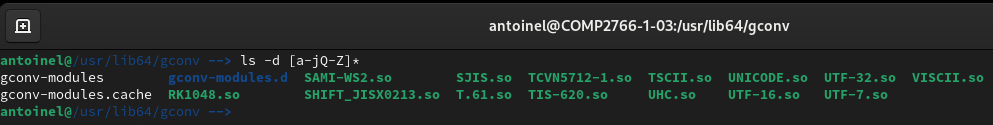 antoinel@COMP2766-1-03:/usr/lib64/gconv
antoinel@/usr/lib64/gconv --> ls -d [a-jQ-Z]*
gconv-modules gconv-modules.d SAMI-WS2.so SJIS.so TCVN5712-1.so TSCII.so UNICODE.so UTF-32.so VISCII.so
gconv-modules.cache RK1048.so SHIFT_JISX0213.so T.61.so TIS-620.so UHC.so UTF-16.so UTF-7.so
antoinel@/usr/lib64/gconv -->